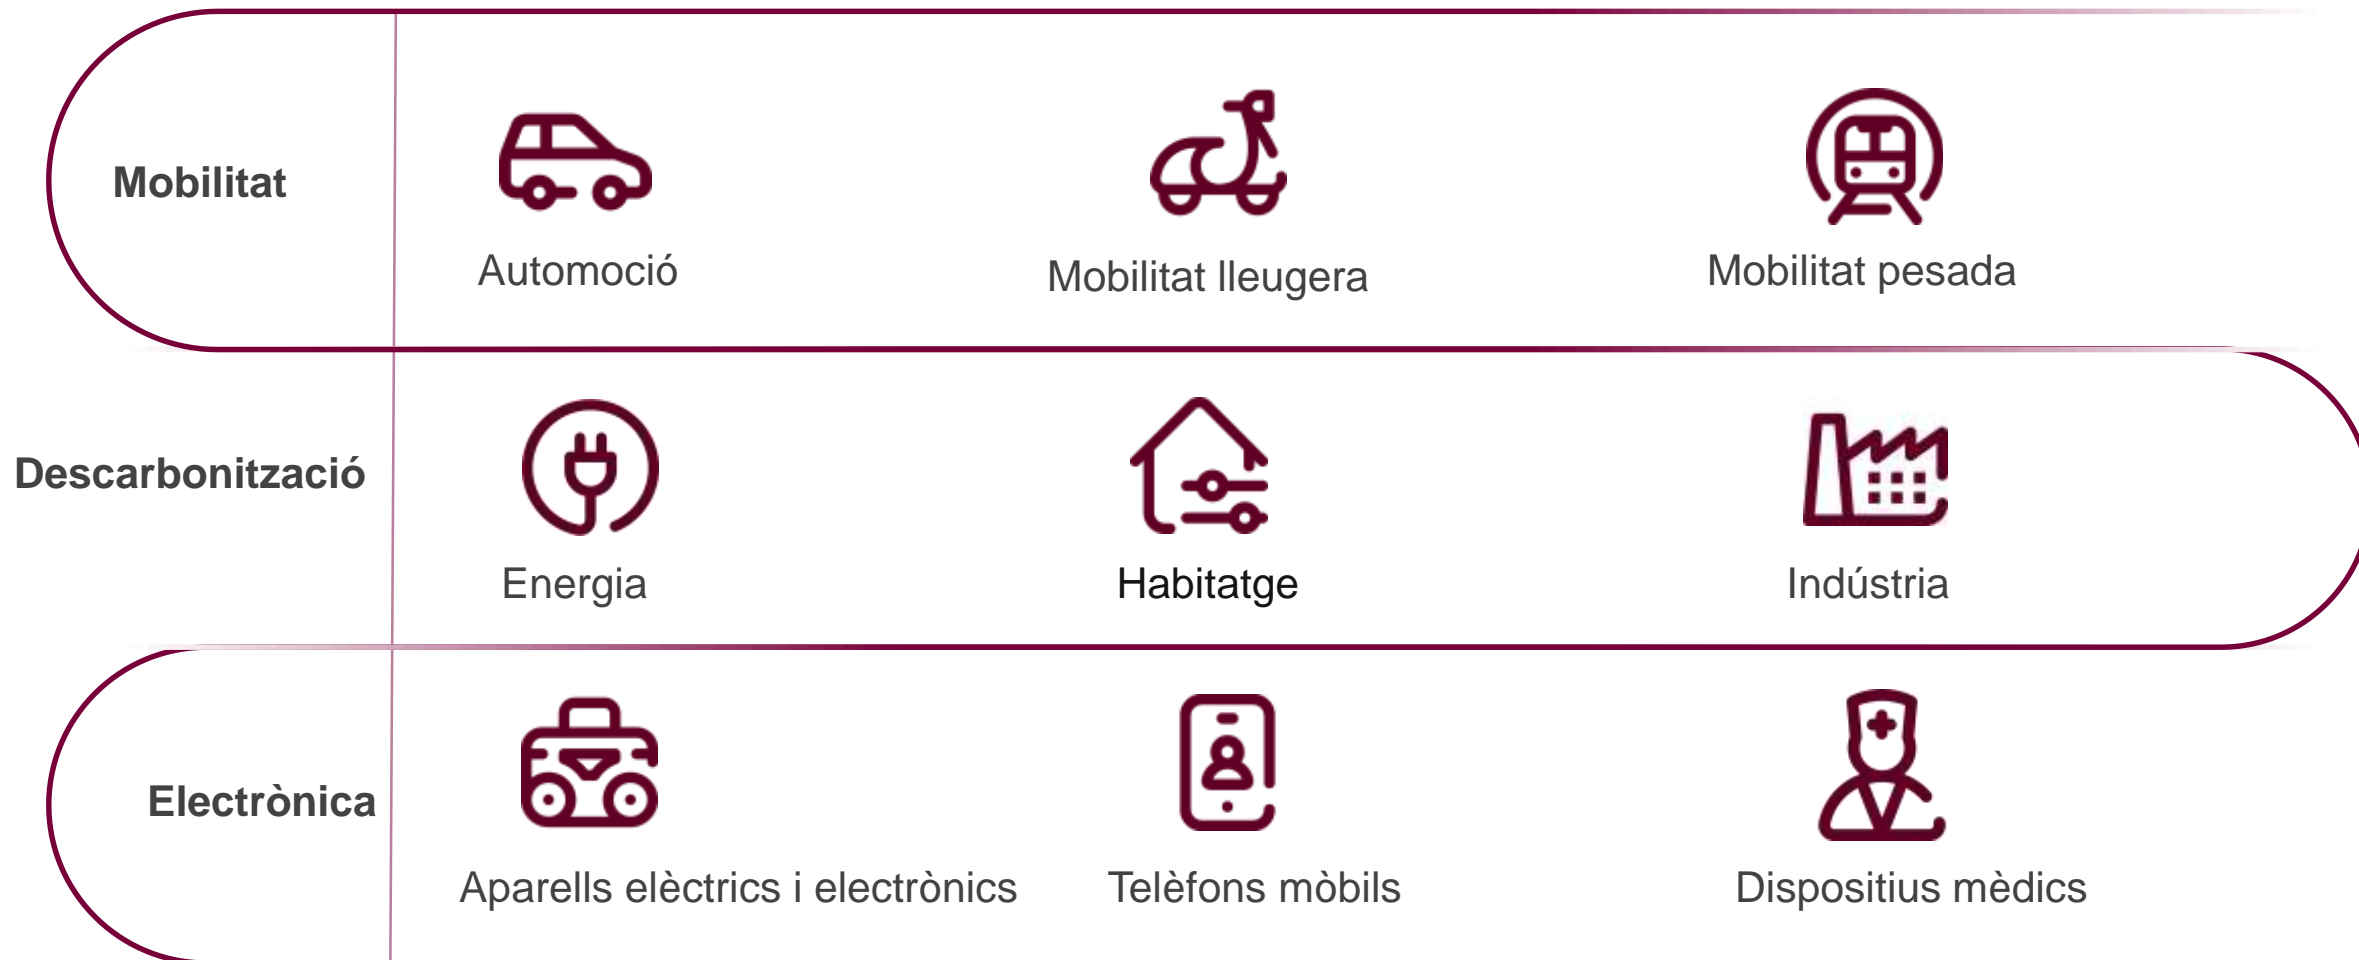 Mobilitat
Automoció
Mobilitat lleugera
Mobilitat pesada
Descarbonització
Energia
Habitatge
Indústria
Electrònica
Aparells elèctrics i electrònics
Telèfons mòbils
Dispositius mèdics